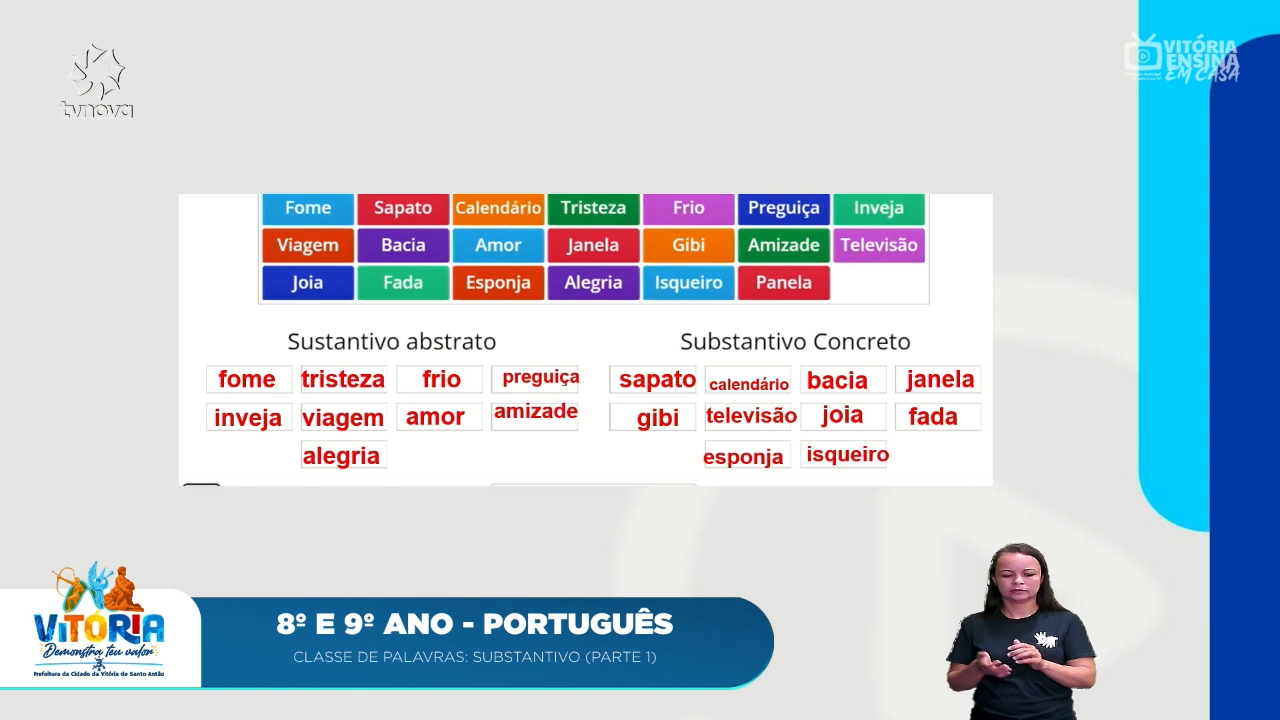 tvnova
VITÓRIA
ENSINA
EM CASA
Fome Sapato Calendário Tristeza Frio Preguiça Inveja
Viagem Bacia Amor Janela Gibi Amizade Televisão
Joia Fada Esponja Alegria Isqueiro Panela
Sustantivo abstrato
Substantivo Concreto
fome tristeza frio preguiça
inveja viagem amor amizade
alegria
sapato calendário bacia janela
gibi televisão joia fada
esponja isqueiro
VITÓRIA
Demonstra teu valor
Prefeitura da Cidade da Vitória de Santo Antão
8º E 9º ANO - PORTUGUÊS
CLASSE DE PALAVRAS: SUBSTANTIVO (PARTE 1)